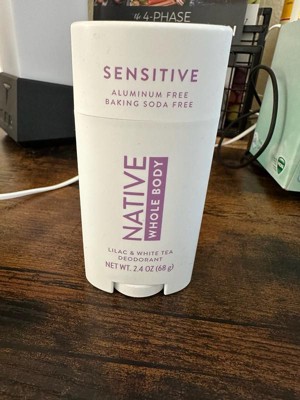 4-PHASE
SENSITIVE
ALUMINUM FREE
BAKING SODA FREE
NATIVE
WHOLE BODY
LILAC & WHITE TEA
DEODORANT
NET WT. 2.4 OZ (68 g)